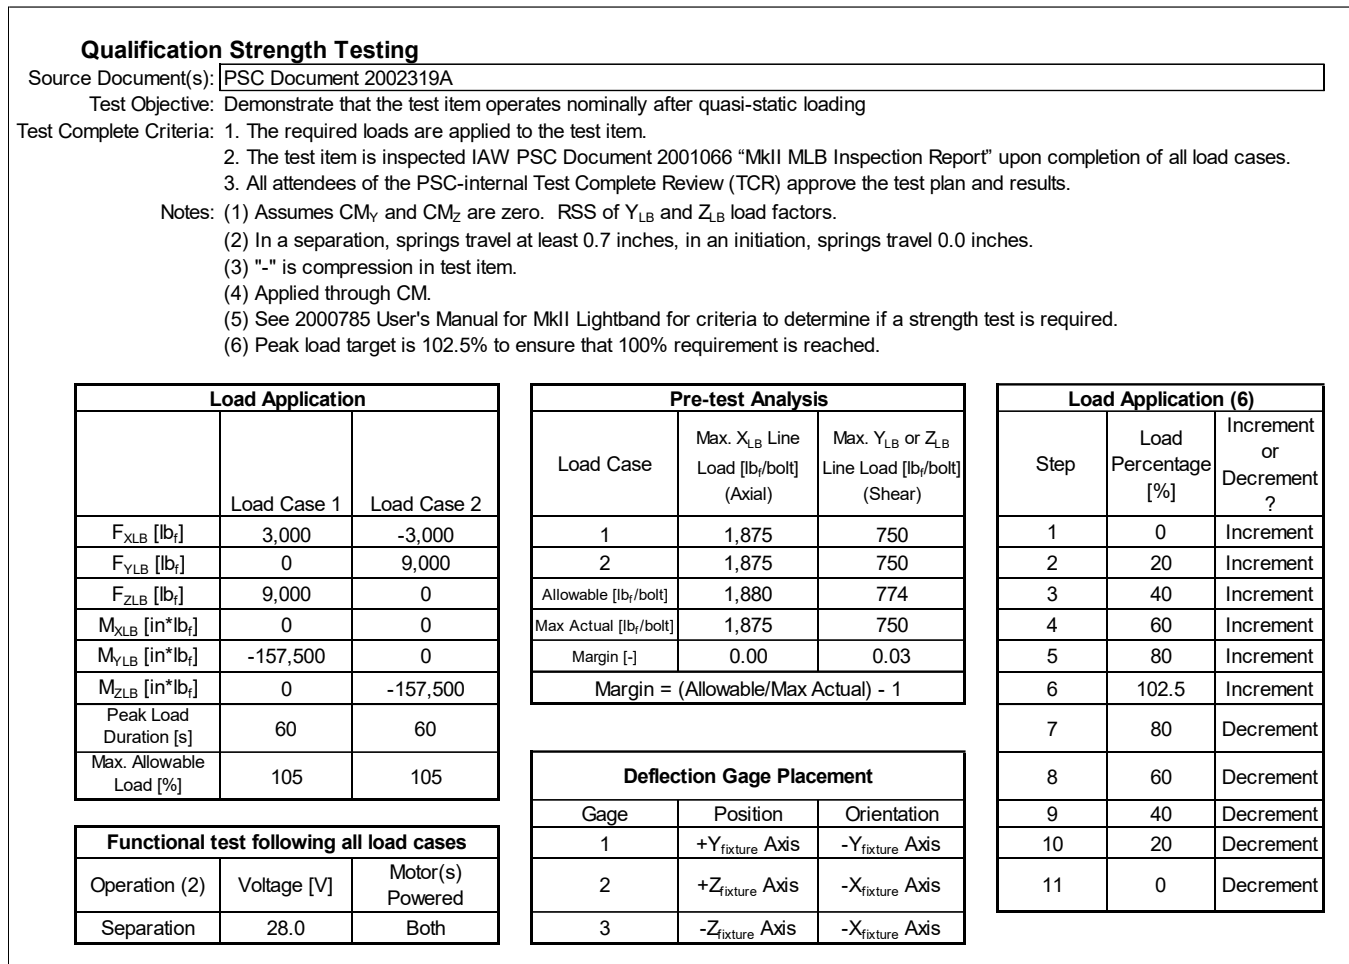 Qualification Strength Testing
Source Document(s): PSC Document 2002319A
Test Objective: Demonstrate that the test item operates nominally after quasi-static loading
Test Complete Criteria: 1. The required loads are applied to the test item.
2. The test item is inspected IAW PSC Document 2001066 “MkII MLB Inspection Report” upon completion of all load cases.
3. All attendees of the PSC-internal Test Complete Review (TCR) approve the test plan and results.
Notes: (1) Assumes CMY and CMZ are zero. RSS of YLB and ZLB load factors.
(2) In a separation, springs travel at least 0.7 inches, in an initiation, springs travel 0.0 inches.
(3) "-" is compression in test item.
(4) Applied through CM.
(5) See 2000785 User's Manual for MkII Lightband for criteria to determine if a strength test is required.
(6) Peak load target is 102.5% to ensure that 100% requirement is reached.
Load Application
Load Case 1 Load Case 2
FXLB [lbf] 3,000 -3,000
FYLB [lbf] 0 9,000
FZLB [lbf] 9,000 0
MXLB [in*lbf] 0 0
MYLB [in*lbf] -157,500 0
MZLB [in*lbf] 0 -157,500
Peak Load
Duration [s] 60 60
Max. Allowable
Load [%] 105 105
Functional test following all load cases
Operation (2) Voltage [V] Motor(s)
Powered
Separation 28.0 Both
Pre-test Analysis
Load Case Max. XLB Line Max. YLB or ZLB
Load [lbf/bolt] Line Load [lbf/bolt]
(Axial) (Shear)
1 1,875 750
2 1,875 750
Allowable [lbf/bolt] 1,880 774
Max Actual [lbf/bolt] 1,875 750
Margin [-] 0.00 0.03
Margin = (Allowable/Max Actual) - 1
Deflection Gage Placement
Gage Position Orientation
1 +Yfixture Axis -Yfixture Axis
2 +Zfixture Axis -Xfixture Axis
3 -Zfixture Axis -Xfixture Axis
Load Application (6)
Step Load Increment
Percentage or
[%] Decrement
?
1 0 Increment
2 20 Increment
3 40 Increment
4 60 Increment
5 80 Increment
6 102.5 Increment
7 80 Decrement
8 60 Decrement
9 40 Decrement
10 20 Decrement
11 0 Decrement